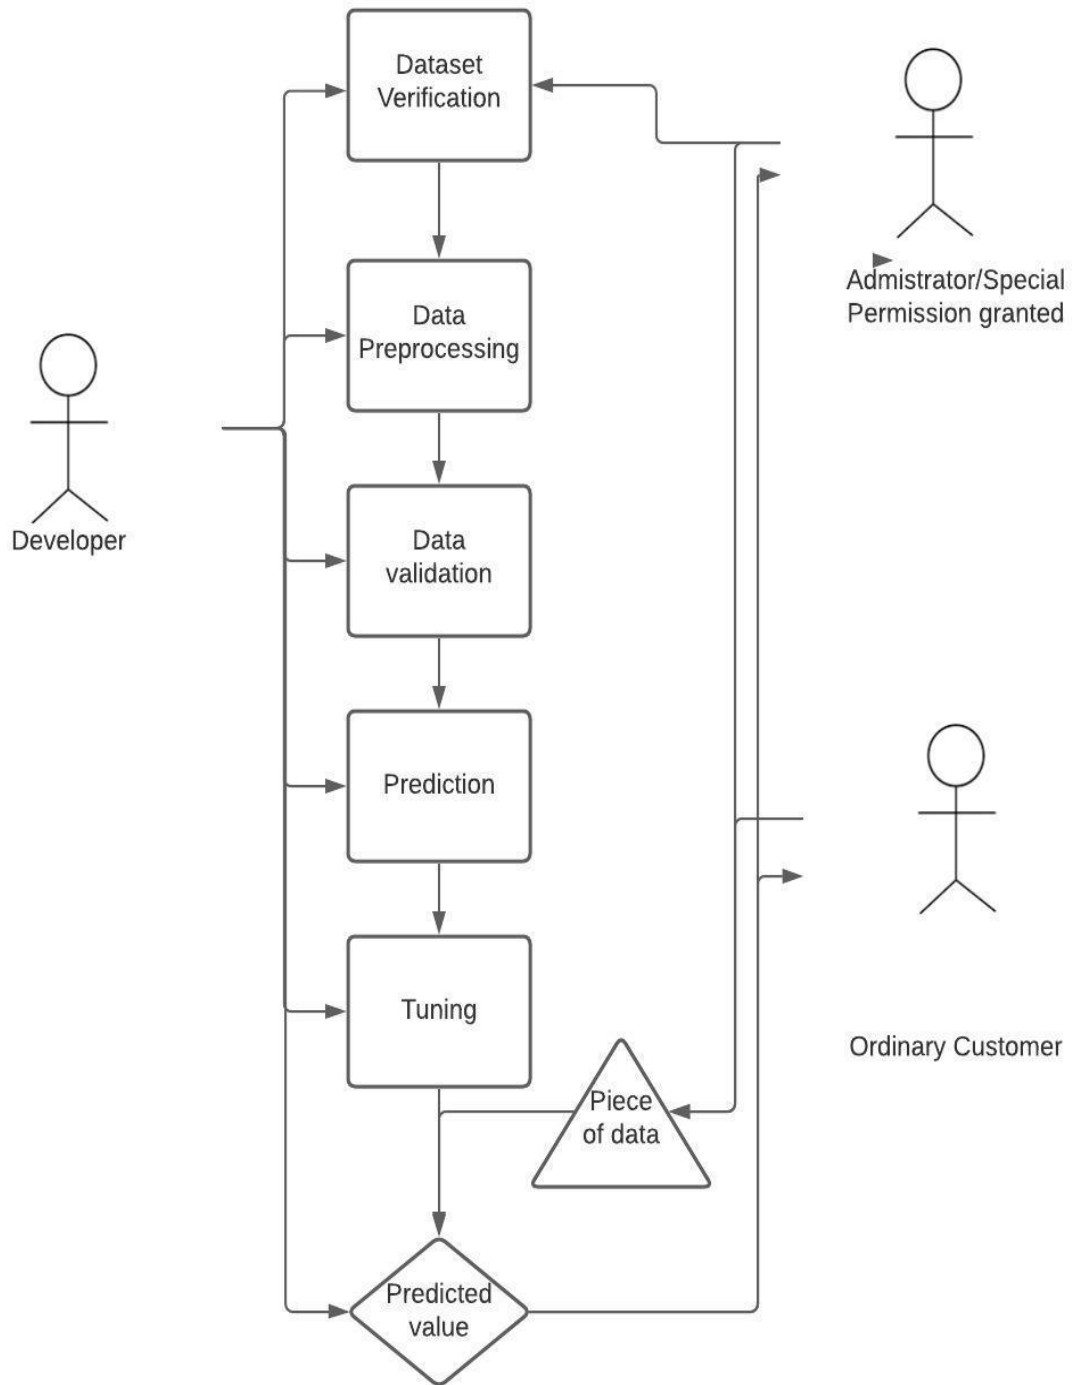 Dataset
Verification
Admistrator/Special
Permission granted
Data
Preprocessing
Developer
Data
validation
Prediction
Tuning
Ordinary Customer
Piece
of data
Predicted
value